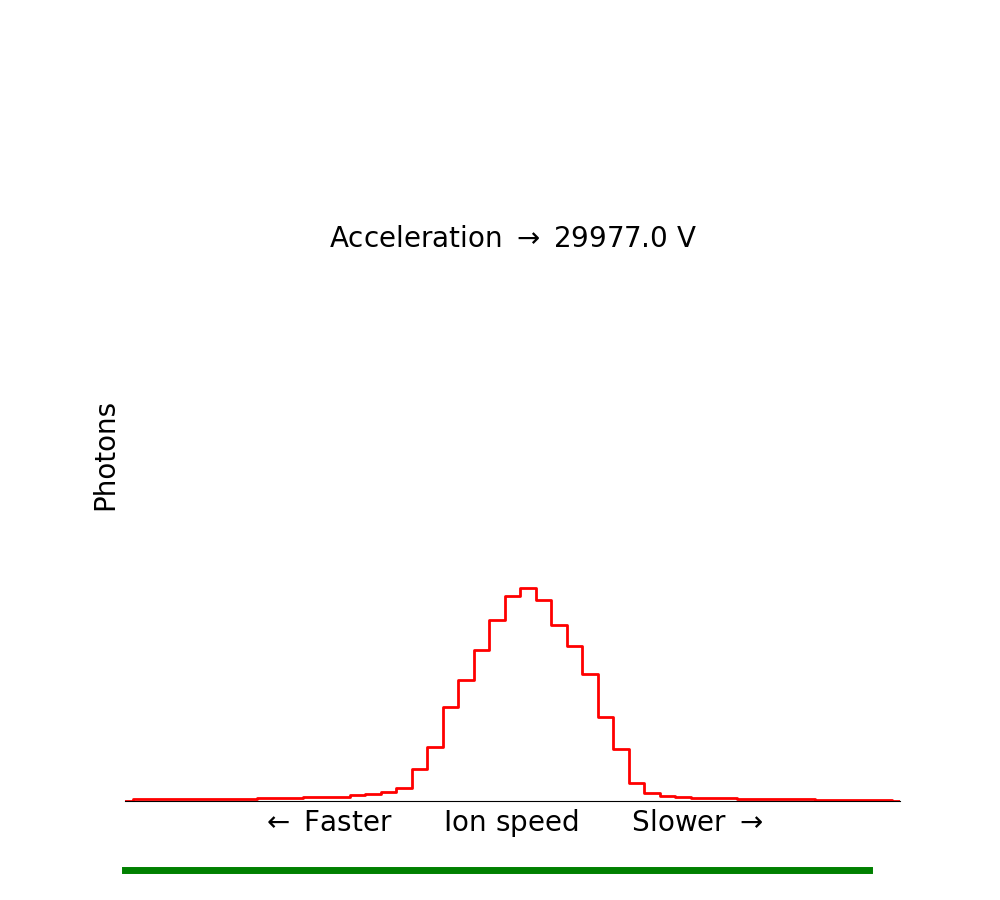 Acceleration → 29977.0 V
Photons
← Faster Ion speed Slower →